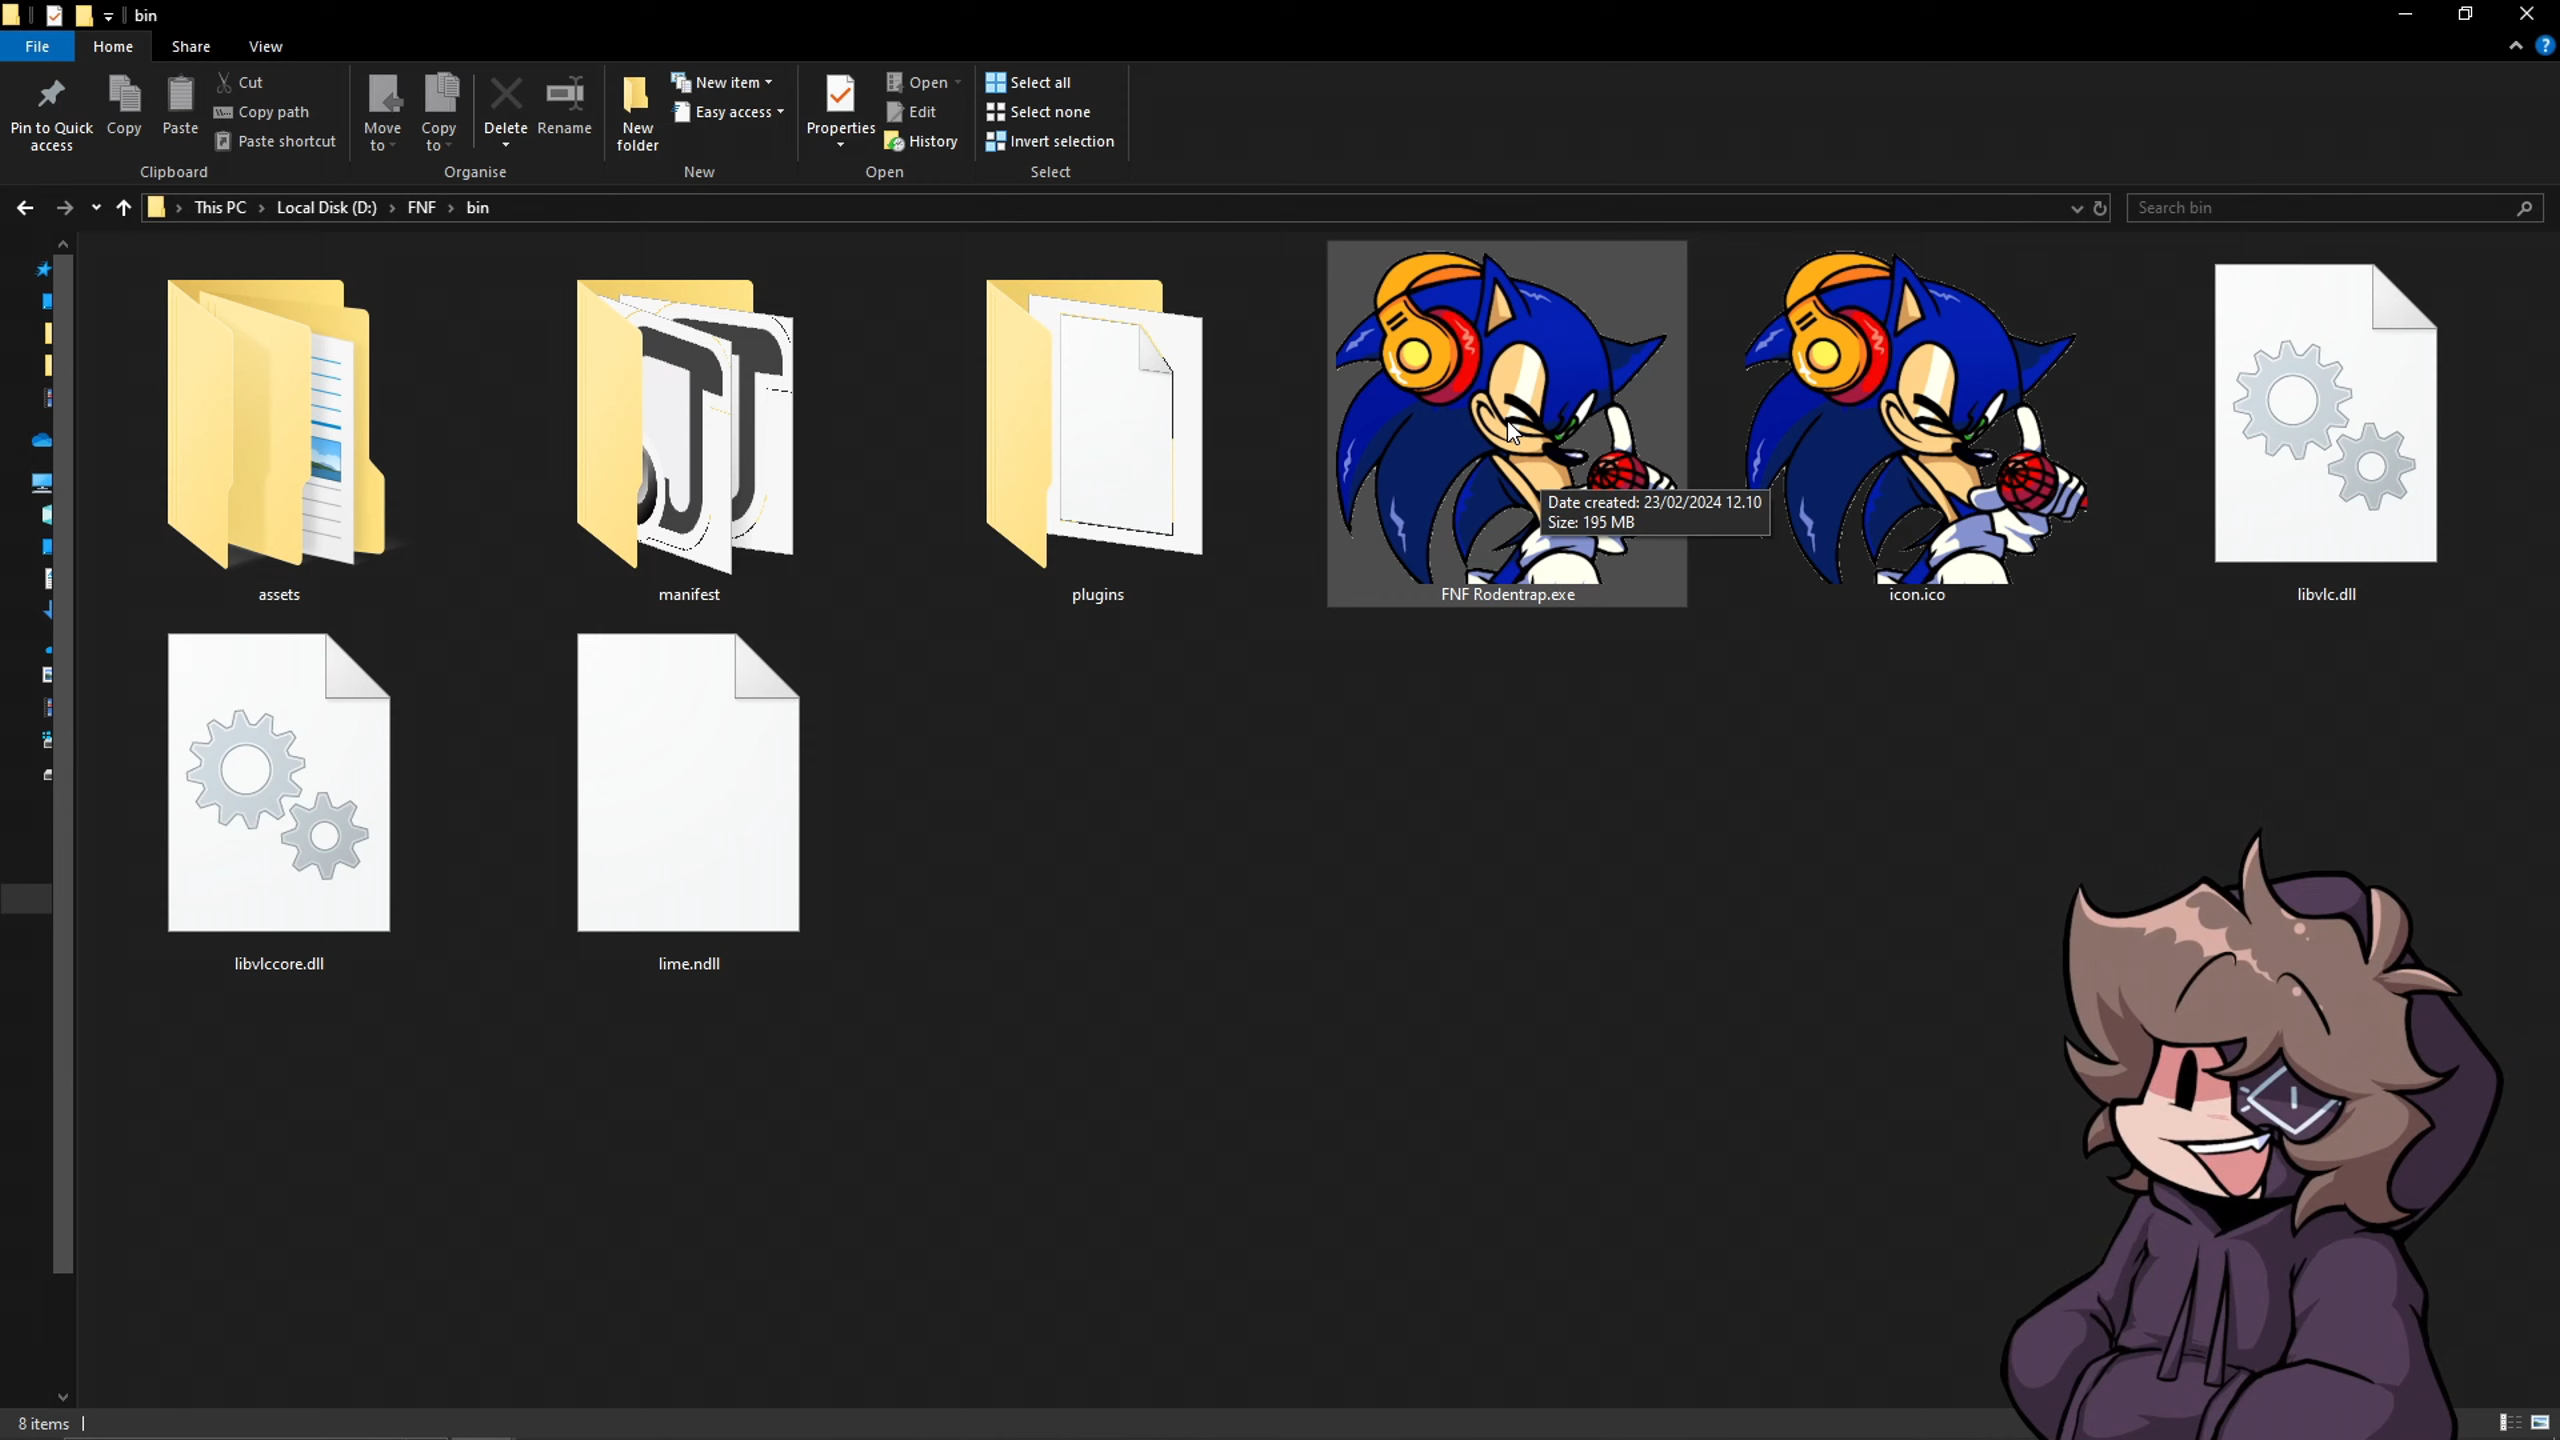 bin
File Home Share View
Pin to Quick access
Copy
Paste
Cut
Copy path
Paste shortcut
Clipboard
Move to
Copy to
Delete
Rename
Organise
New folder
New item
Easy access
New
Properties
Open
Edit
History
Open
Select all
Select none
Invert selection
Select
This PC > Local Disk (D:) > FNF > bin
Search bin
Date created: 23/02/2024 12.10
Size: 195 MB
assets
manifest
plugins
FNF Rodentrap.exe
icon.ico
libvlc.dll
libvlccore.dll
lime.ndll
8 items